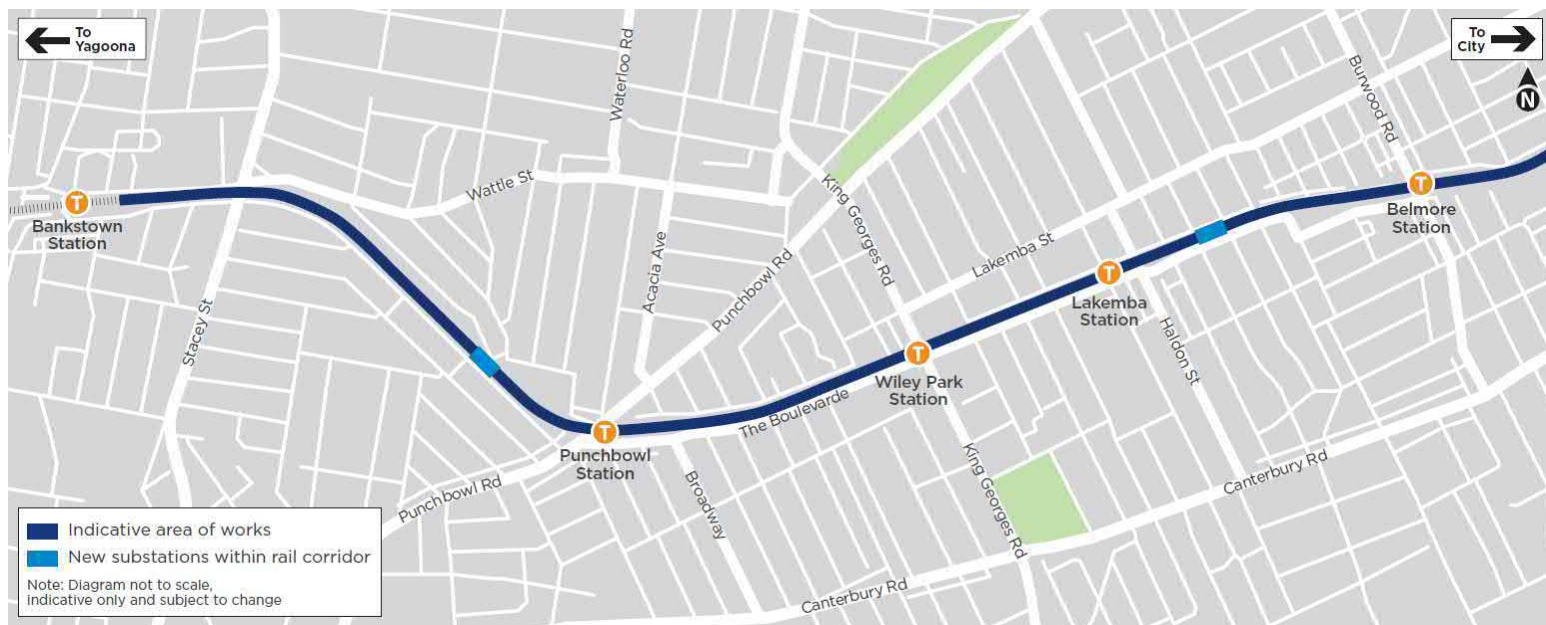 To
Yagoona
To
City
N
Waterloo Rd
Burwood Rd
Wattle St
King Georges Rd
T
Bankstown
Station
T
Belmore
Station
Acacia Ave
Punchbowl Rd
Lakemba St
T
Lakemba
Station
Stacey St
Haldon St
T
Wiley Park
Station
The Boulevarde
T
Punchbowl
Station
Punchbowl Rd
Broadway
King Georges Rd
Canterbury Rd
Canterbury Rd
Indicative area of works
New substations within rail corridor
Note: Diagram not to scale,
indicative only and subject to change